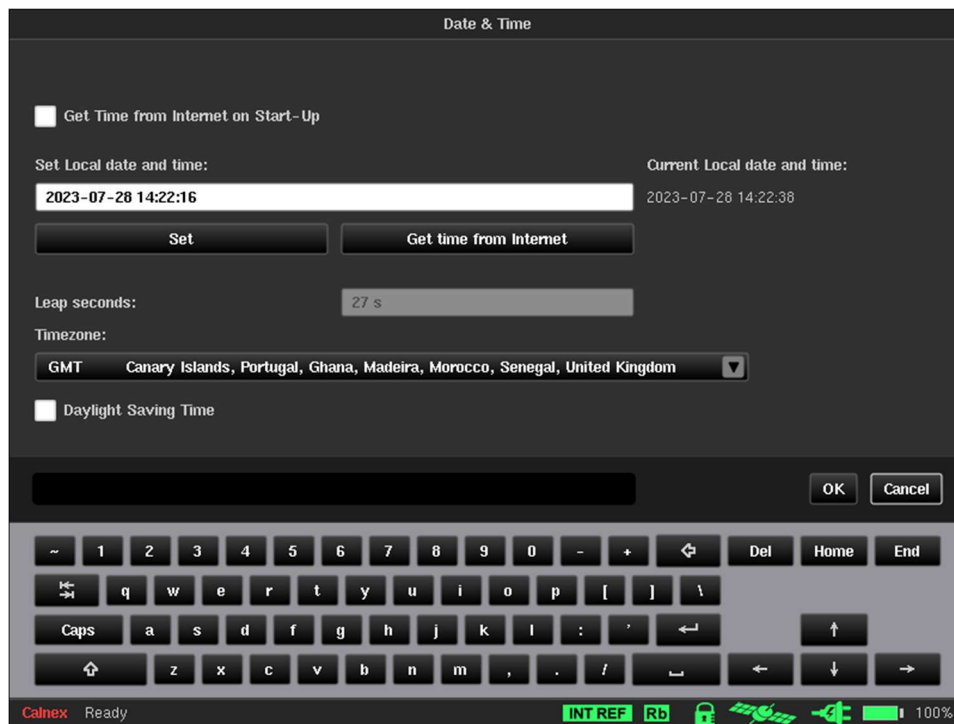 Date & Time
Get Time from Internet on Start-Up
Set Local date and time:
Current Local date and time:
2023-07-28 14:22:16
2023-07-28 14:22:38
Set
Get time from Internet
Leap seconds:
27 s
Timezone:
GMT Canary Islands, Portugal, Ghana, Madeira, Morocco, Senegal, United Kingdom
Daylight Saving Time
OK Cancel
~ 1 2 3 4 5 6 7 8 9 0 - + Del Home End
q w e r t y u i o p [ ] \
Caps a s d f g h j k l : '
z x c v b n m , . /
Calnex Ready INT REF Rb 100%